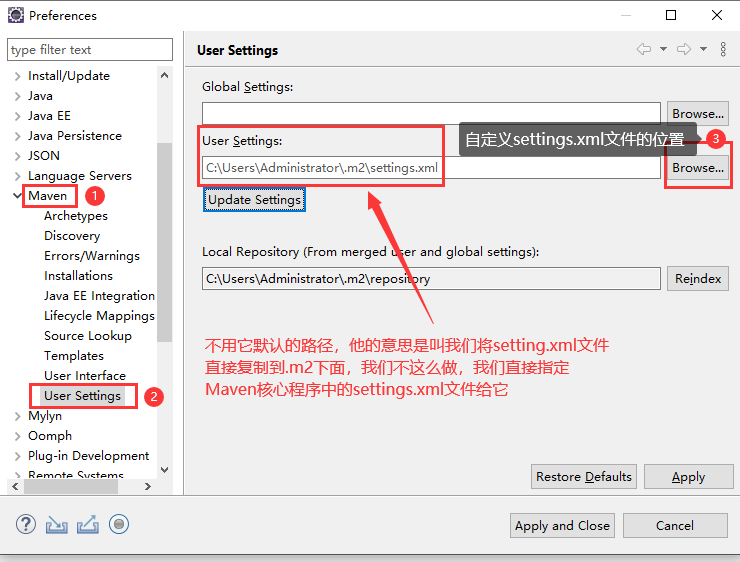 Preferences
type filter text
Install/Update
Java
Java EE
Java Persistence
JSON
Language Servers
Maven
1
Archetypes
Discovery
Errors/Warnings
Installations
Java EE Integration
Lifecycle Mappings
Source Lookup
Templates
User Interface
User Settings
2
Mylyn
Oomph
Plug-in Development
Remote Systems
User Settings
Global Settings:
Browse...
User Settings:
自定义settings.xml文件的位置
3
C:\Users\Administrator\.m2\settings.xml
Browse...
Update Settings
Local Repository (From merged user and global settings):
C:\Users\Administrator\.m2\repository
Reindex
不用它默认的路径，他的意思是叫我们将setting.xml文件
直接复制到.m2下面，我们不这么做，我们直接指定
Maven核心程序中的settings.xml文件给它
Restore Defaults
Apply
?
Apply and Close
Cancel